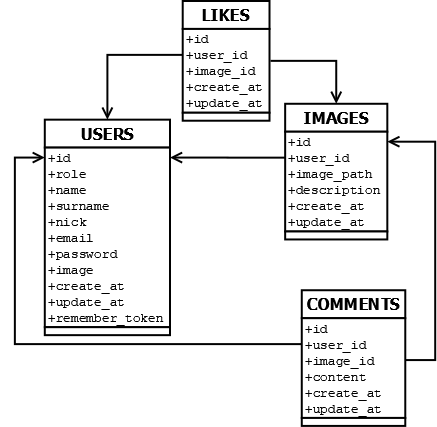 LIKES
+id
+user_id
+image_id
+create_at
+update_at
IMAGES
+id
+user_id
+image_path
+description
+create_at
+update_at
USERS
+id
+role
+name
+surname
+nick
+email
+password
+image
+create_at
+update_at
+remember_token
COMMENTS
+id
+user_id
+image_id
+content
+create_at
+update_at